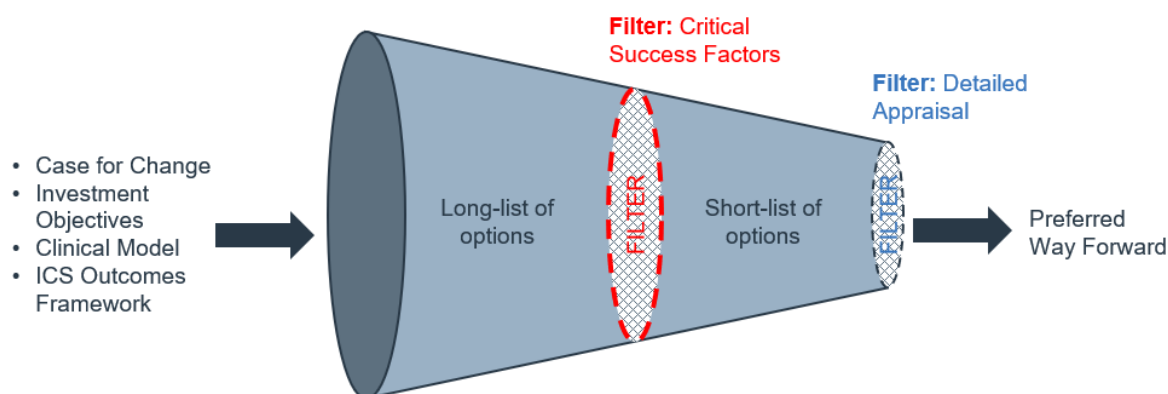 • Case for Change
• Investment
Objectives
• Clinical Model
• ICS Outcomes
Framework
Long-list of
options
Filter: Critical
Success Factors
FILTER
Short-list of
options
Filter: Detailed
Appraisal
FILTER
Preferred
Way Forward